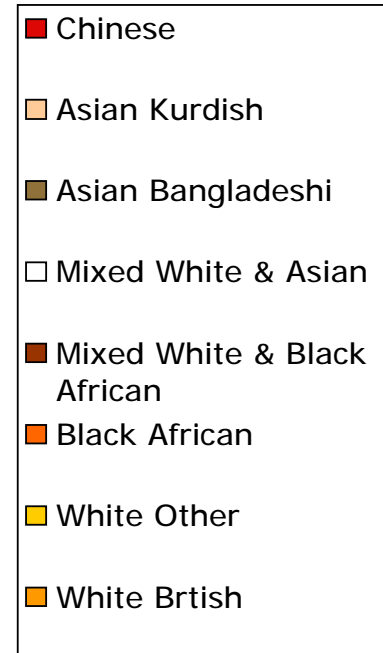 Chinese
Asian Kurdish
Asian Bangladeshi
Mixed White & Asian
Mixed White & Black
African
Black African
White Other
White Brtish